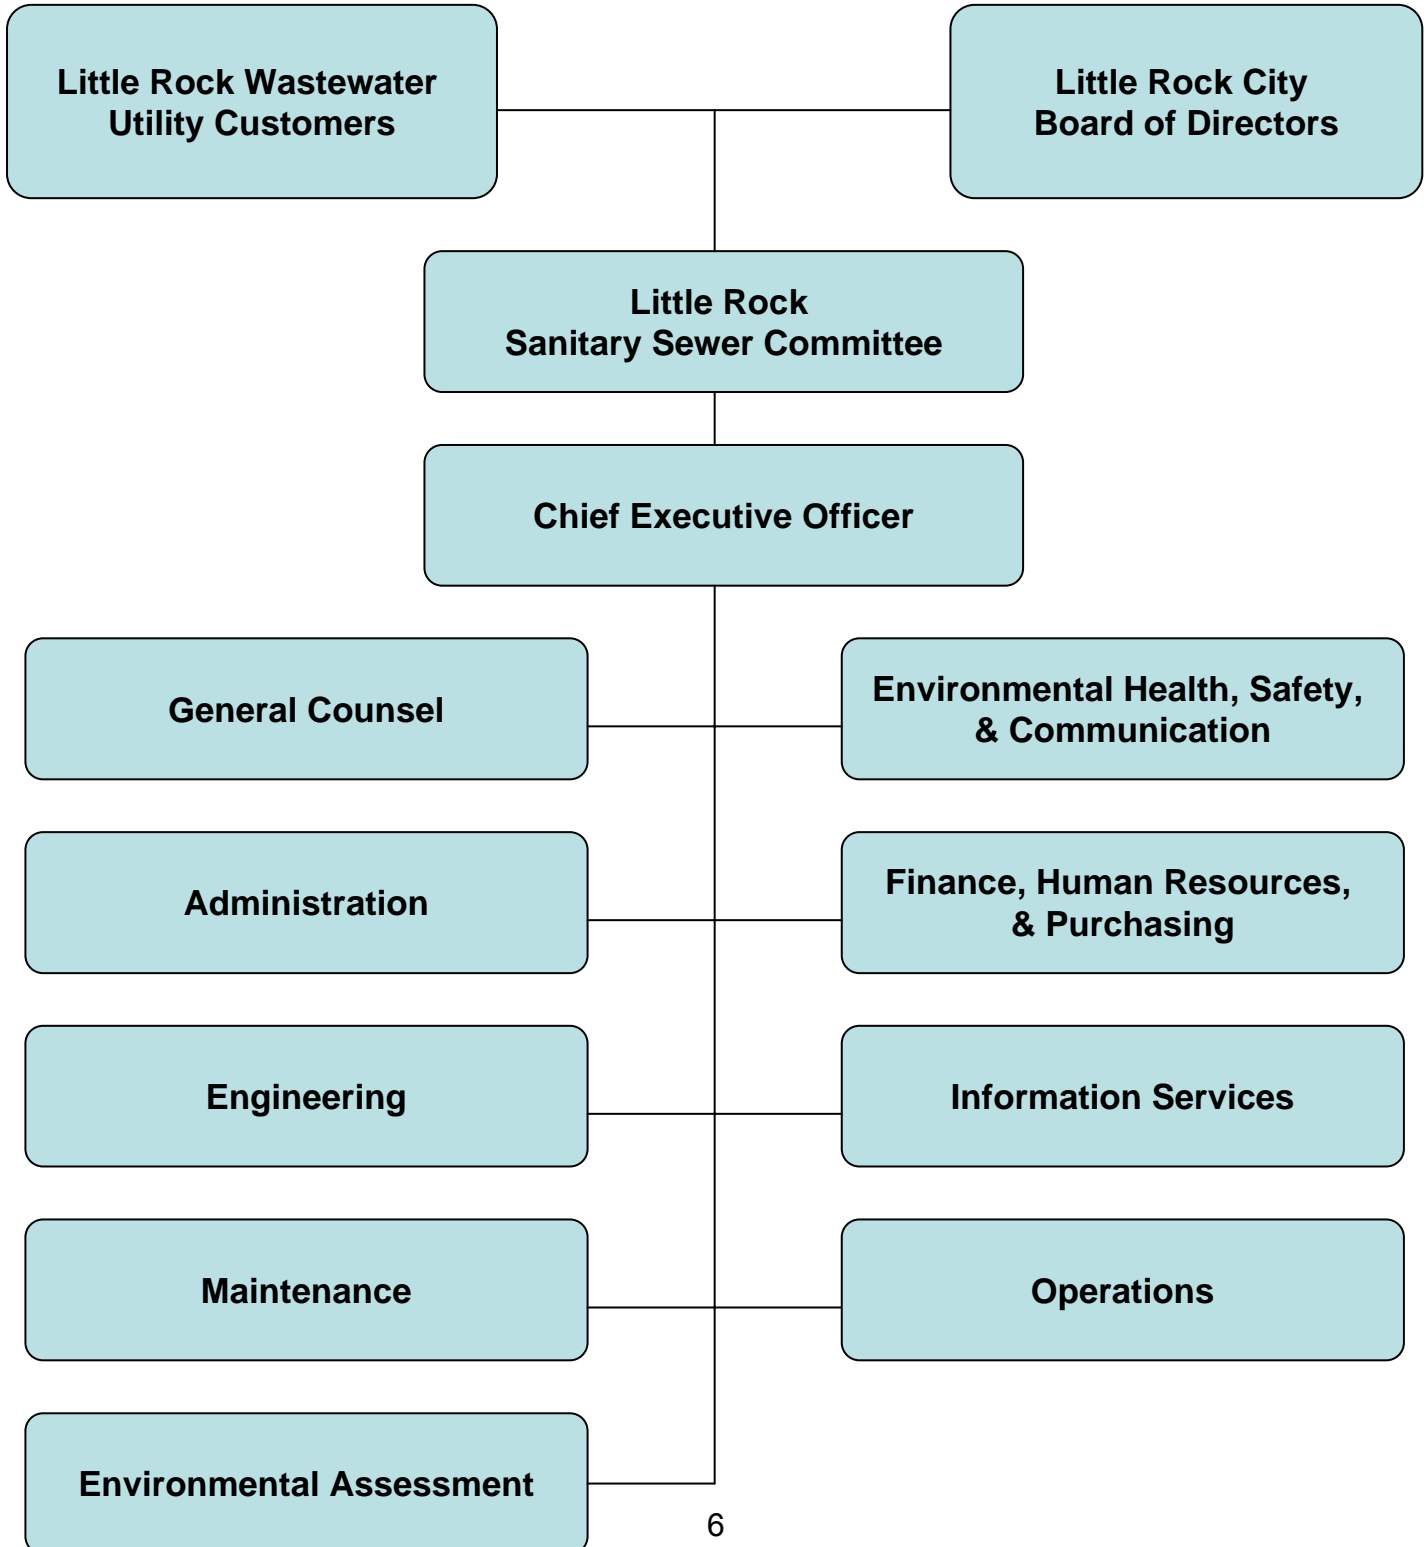 Little Rock Wastewater
Utility Customers
Little Rock City
Board of Directors
Little Rock
Sanitary Sewer Committee
Chief Executive Officer
General Counsel
Environmental Health, Safety,
& Communication
Administration
Finance, Human Resources,
& Purchasing
Engineering
Information Services
Maintenance
Operations
Environmental Assessment
6